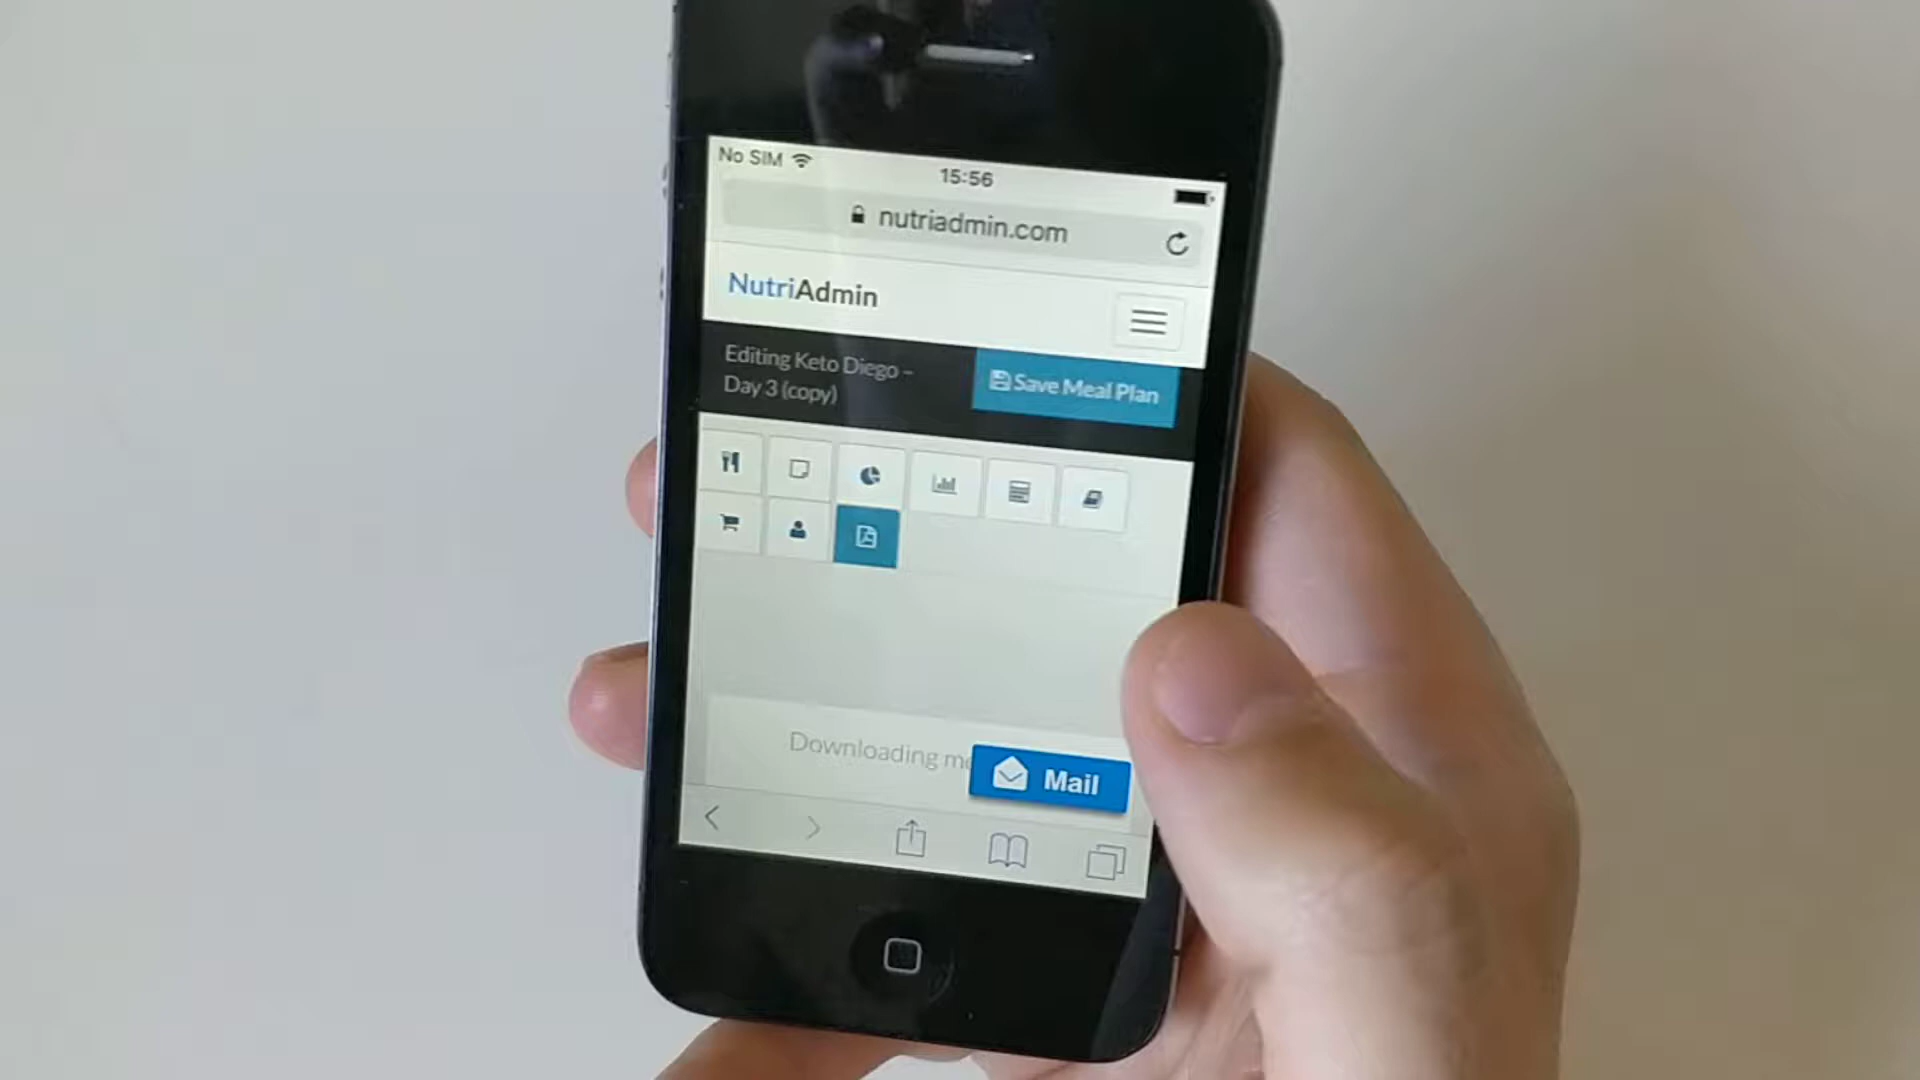 No SIM
15:56
nutriadmin.com
NutriAdmin
Editing Keto Diego –
Day 3 (copy)
Save Meal Plan
Downloading
Mail